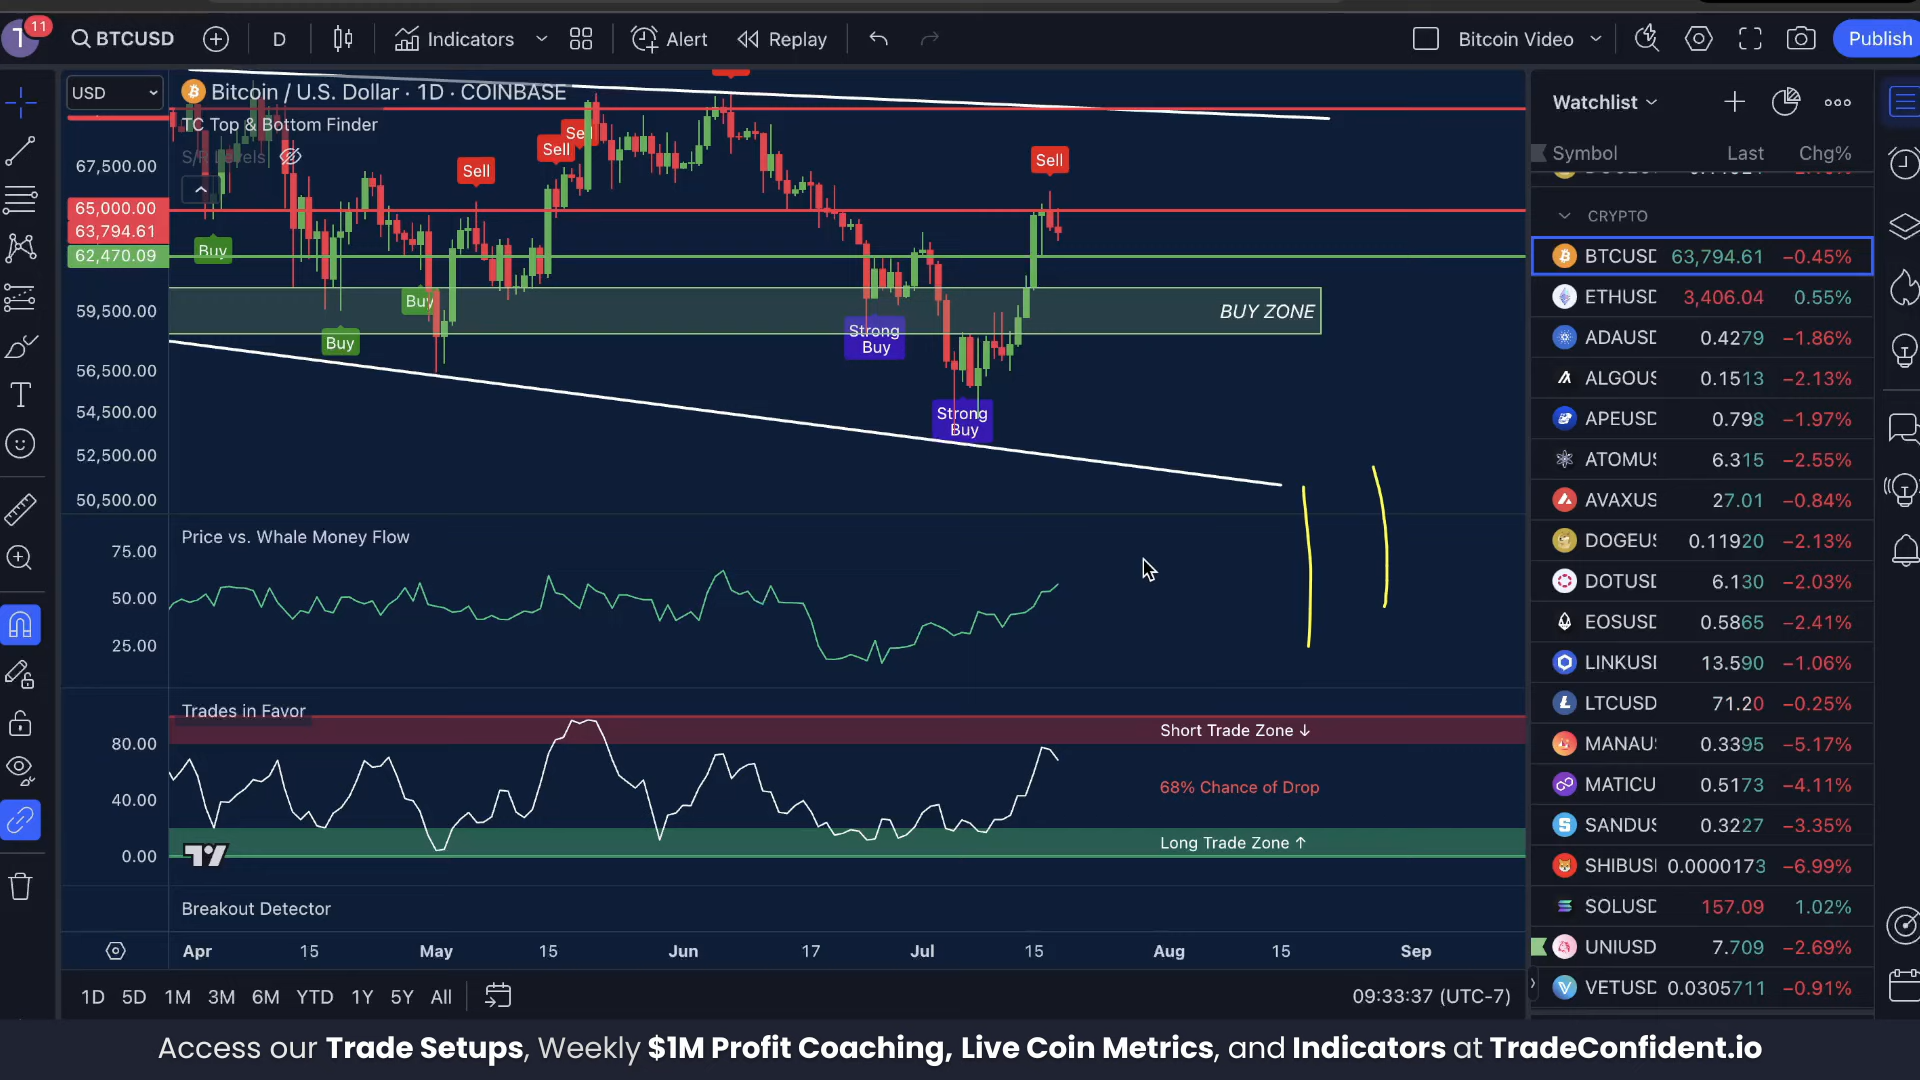 T 11 BTCUSD D Indicators Alert Replay Bitcoin Video Publish
USD
Bitcoin / U.S. Dollar · 1D · COINBASE
TC Top & Bottom Finder
S/R Levels
67,500.00
65,000.00
63,794.61
62,470.09
59,500.00
56,500.00
54,500.00
52,500.00
50,500.00
Sell
Sell
Sell
Sell
Buy
Buy
Buy
Strong
Buy
Strong
Buy
BUY ZONE
Price vs. Whale Money Flow
75.00
50.00
25.00
Trades in Favor
80.00
40.00
0.00
Short Trade Zone ↓
68% Chance of Drop
Long Trade Zone ↑
Breakout Detector
Apr 15 May 15 Jun 17 Jul 15 Aug 15 Sep
1D 5D 1M 3M 6M YTD 1Y 5Y All 09:33:37 (UTC-7)
Watchlist
Symbol Last Chg%
CRYPTO
BTCUSD 63,794.61 −0.45%
ETHUSD 3,406.04 0.55%
ADAUSD 0.4279 −1.86%
ALGOUS 0.1513 −2.13%
APEUSD 0.798 −1.97%
ATOMUS 6.315 −2.55%
AVAXUS 27.01 −0.84%
DOGEUS 0.11920 −2.13%
DOTUSD 6.130 −2.03%
EOSUSD 0.5865 −2.41%
LINKUSD 13.590 −1.06%
LTCUSD 71.20 −0.25%
MANAUS 0.3395 −5.17%
MATICU 0.5173 −4.11%
SANDUS 0.3227 −3.35%
SHIBUSD 0.0000173 −6.99%
SOLUSD 157.09 1.02%
UNIUSD 7.709 −2.69%
VETUSD 0.0305711 −0.91%
Access our Trade Setups, Weekly $1M Profit Coaching, Live Coin Metrics, and Indicators at TradeConfident.io